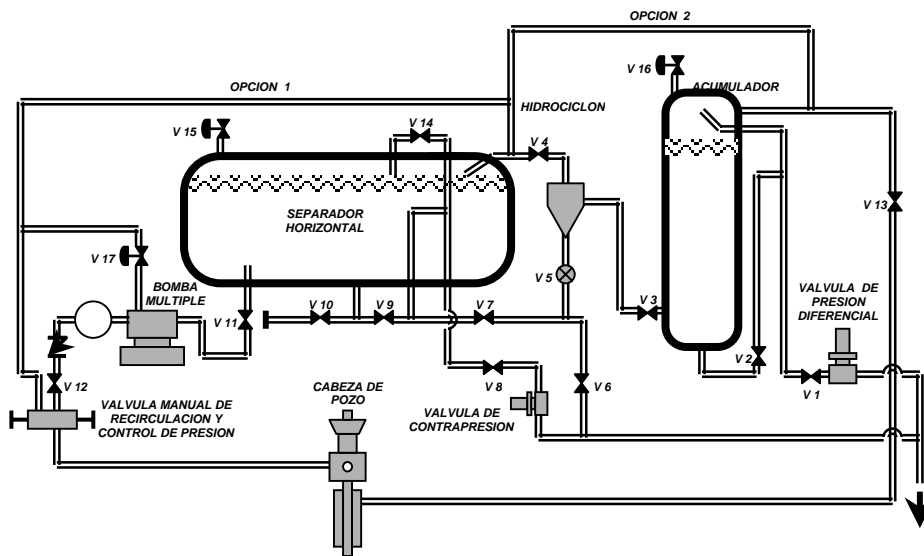 OPCION 2
V 16
ACUMULADOR
OPCION 1
HIDROCICLON
V 15
V 14
V 4
SEPARADOR
HORIZONTAL
V 13
V 17
V 5
BOMBA
MULTIPLE
VALVULA DE
PRESION
DIFERENCIAL
V 11
V 10
V 9
V 7
V 3
V 2
V 12
V 8
V 6
V 1
CABEZA DE
POZO
VALVULA MANUAL DE
RECIRCULACION Y
CONTROL DE PRESION
VALVULA DE
CONTRAPRESION